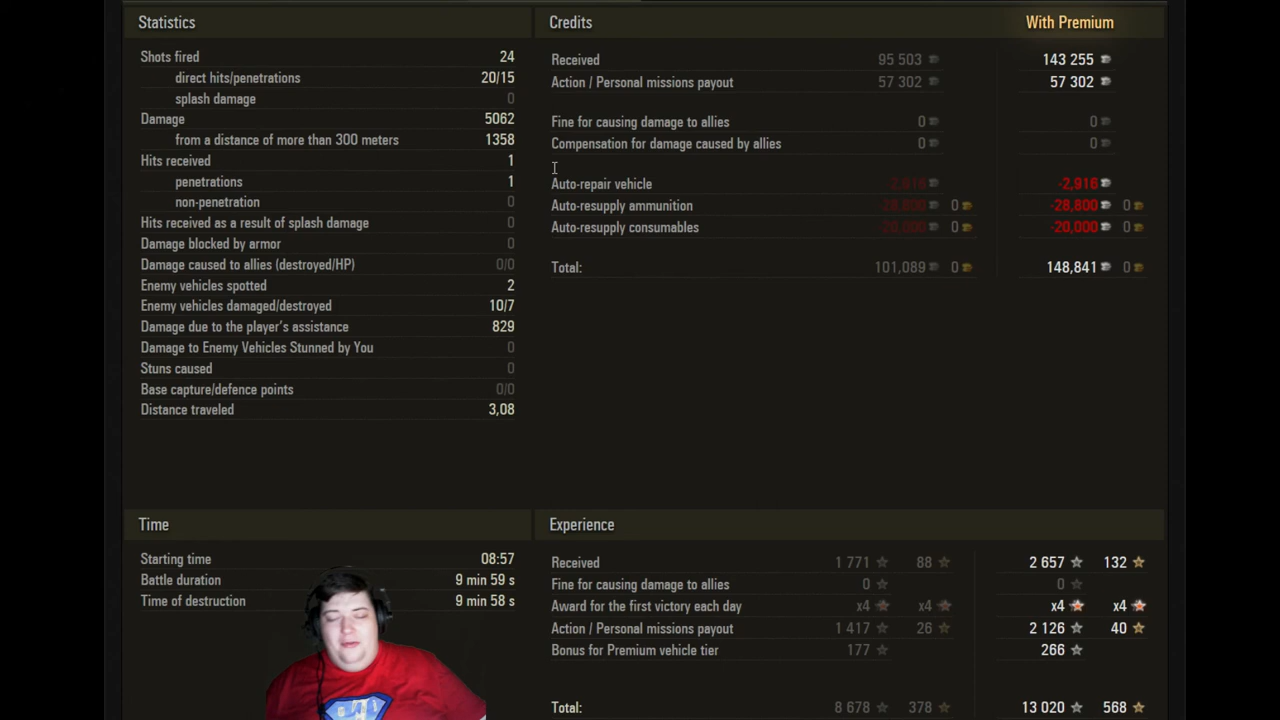 Statistics
Shots fired 24
direct hits/penetrations 20/15
splash damage 0
Damage 5062
from a distance of more than 300 meters 1358
Hits received 1
penetrations 1
non-penetration 0
Hits received as a result of splash damage 0
Damage blocked by armor 0
Damage caused to allies (destroyed/HP) 0/0
Enemy vehicles spotted 2
Enemy vehicles damaged/destroyed 10/7
Damage due to the player's assistance 829
Damage to Enemy Vehicles Stunned by You 0
Stuns caused 0
Base capture/defence points 0/0
Distance traveled 3,08
Credits With Premium
Received 95 503 143 255
Action / Personal missions payout 57 302 57 302
Fine for causing damage to allies 0 0
Compensation for damage caused by allies 0 0
Auto-repair vehicle -2,916 -2,916
Auto-resupply ammunition -28,800 0 -28,800 0
Auto-resupply consumables -20,000 0 -20,000 0
Total: 101,089 0 148,841 0
Time
Starting time 08:57
Battle duration 9 min 59 s
Time of destruction 9 min 58 s
Experience
Received 1 771 88 2 657 132
Fine for causing damage to allies 0 0
Award for the first victory each day x4 x4 x4 x4
Action / Personal missions payout 1 417 26 2 126 40
Bonus for Premium vehicle tier 177 266
Total: 8 678 378 13 020 568